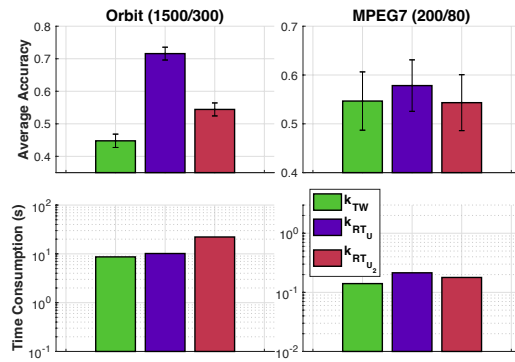 Orbit (1500/300)
MPEG7 (200/80)
Average Accuracy
0.7
0.6
0.5
0.4
0.7
0.6
0.5
0.4
Time Consumption (s)
10²
10¹
10⁰
10⁻¹
10⁰
10⁻¹
10⁻²
k_TW
k_RT_U
k_RT_U₂